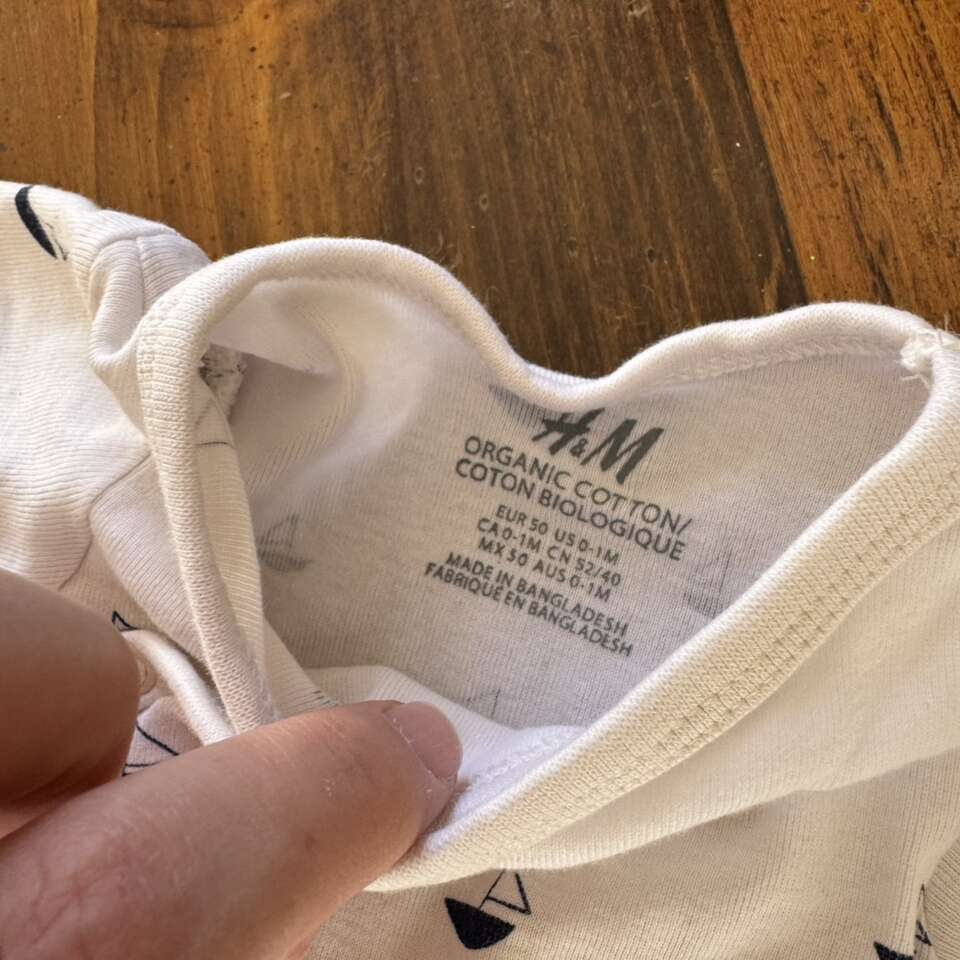 H&M
ORGANIC COTTON/
COTON BIOLOGIQUE
EUR 50 US 0-1M
CA 0-1M CN 52/40
MX 50 AUS 0-1M
MADE IN BANGLADESH
FABRIQUÉ EN BANGLADESH